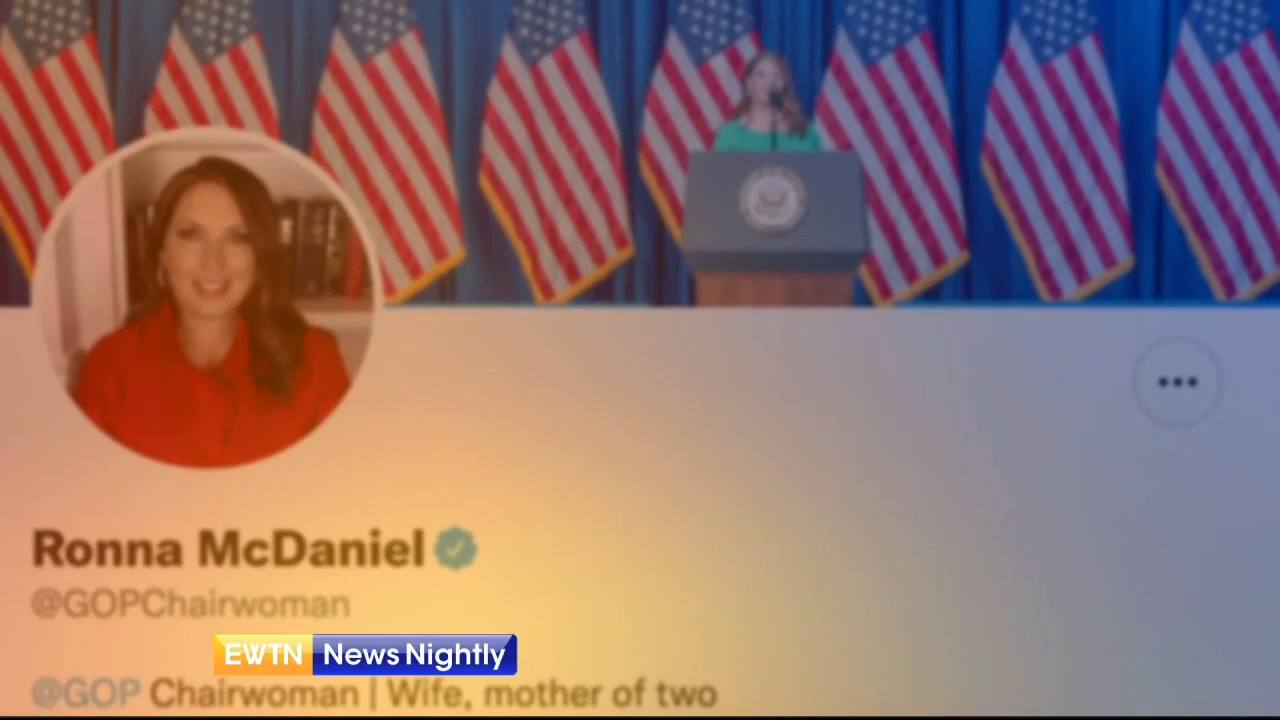 Ronna McDaniel
@GOPChairwoman
EWTN News Nightly
@GOP Chairwoman | Wife, mother of two